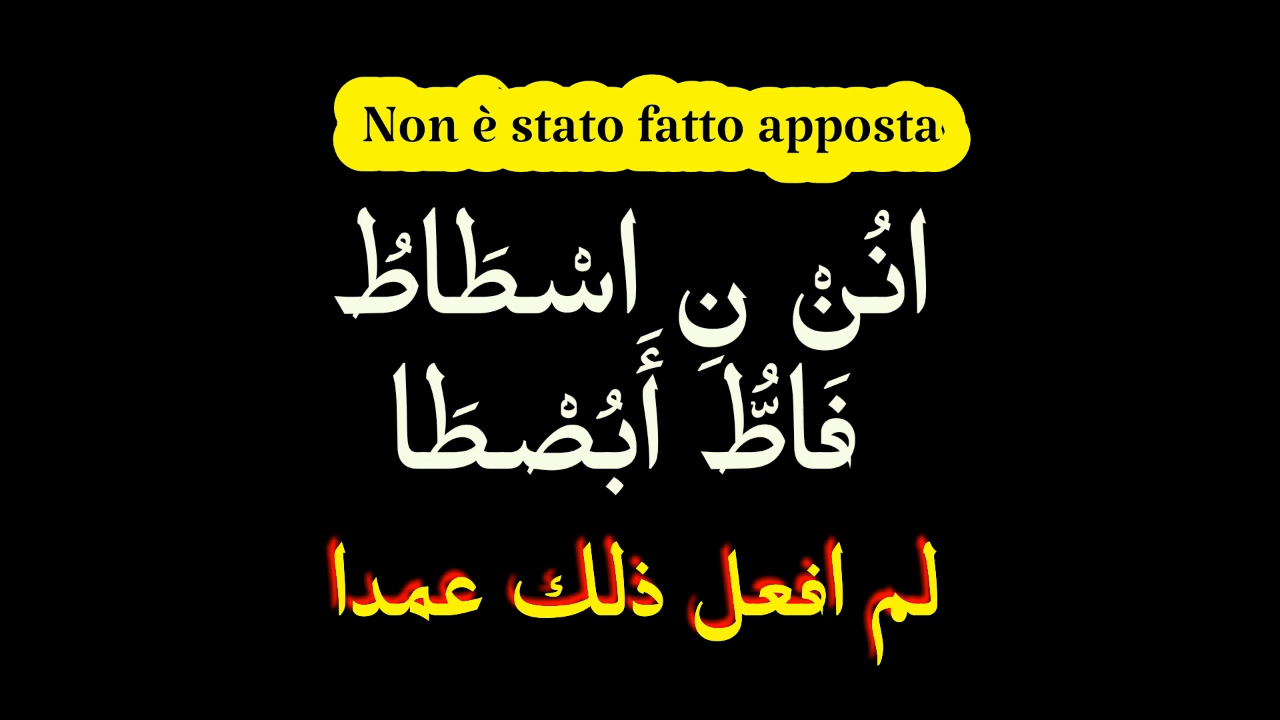 Non è stato fatto apposta
انُنْ نِ اسْطَاطُ
فَاطُّ أَبُصْطَا
لم افعل ذلك عمدا